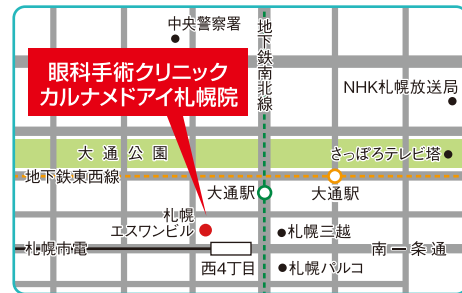 中央警察署
地下鉄南北線
眼科手術クリニック
カルナメドアイ札幌院
NHK札幌放送局
大通公園
さっぽろテレビ塔
地下鉄東西線
大通駅
大通駅
札幌
エスワンビル
札幌三越
札幌市電
南一条通
西4丁目
札幌パルコ